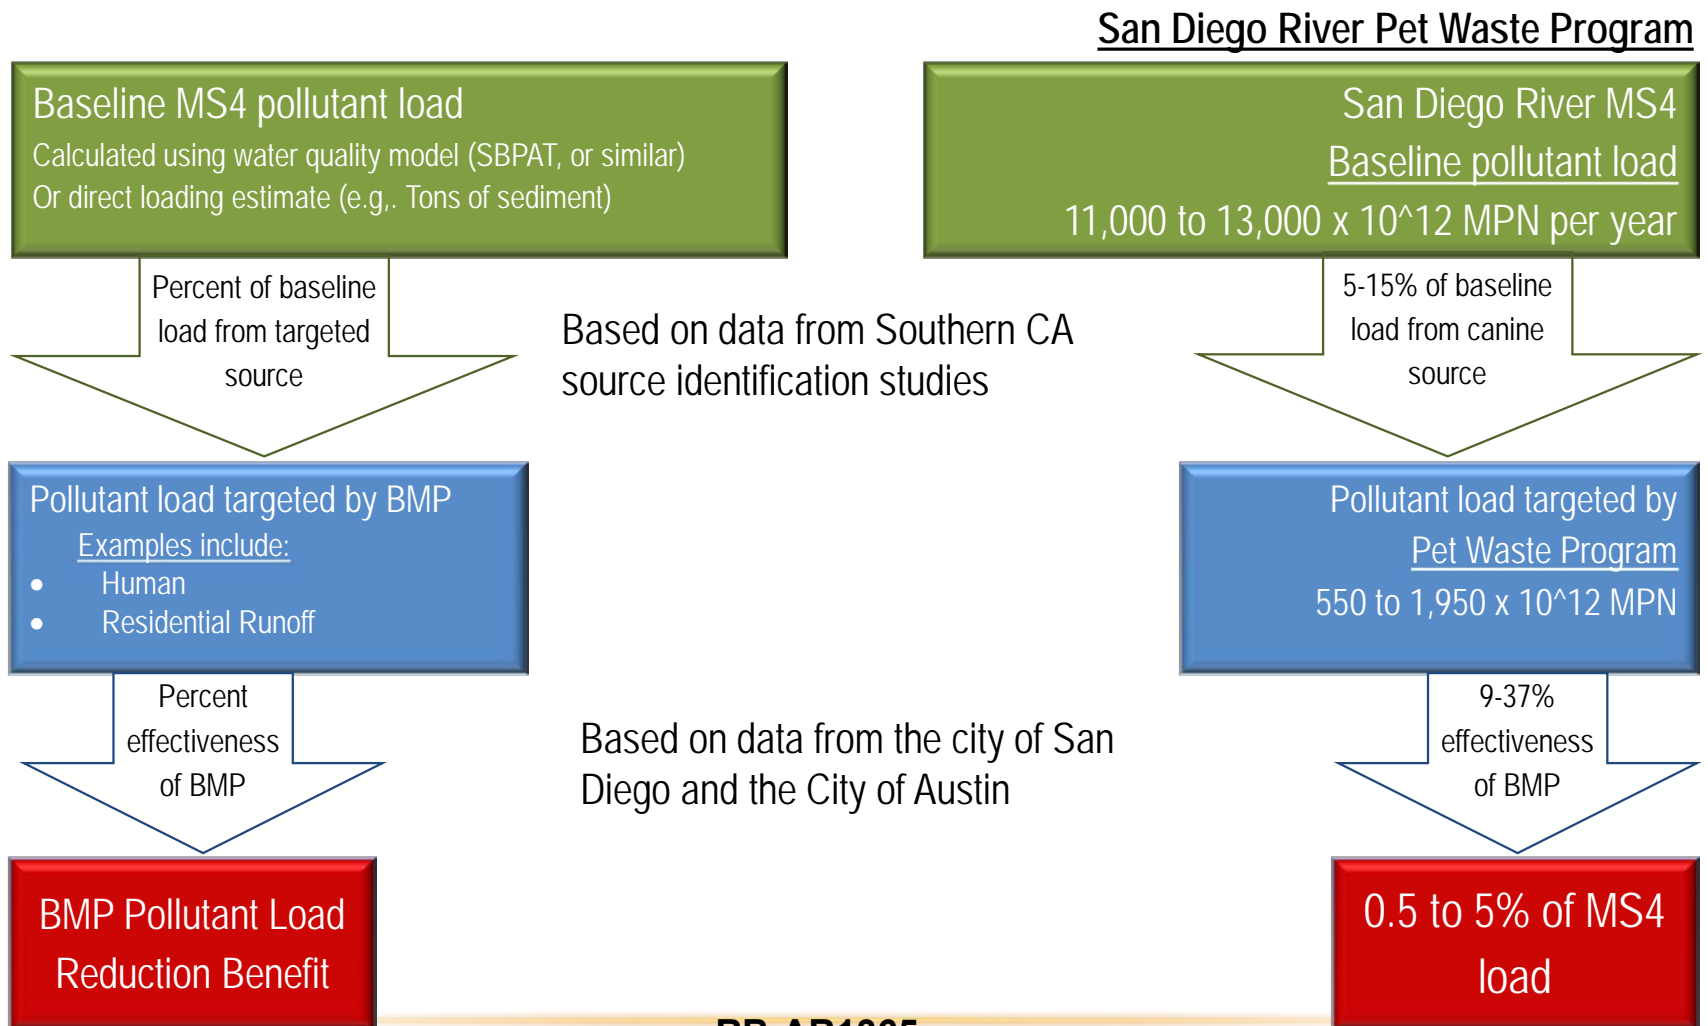 San Diego River Pet Waste Program
Baseline MS4 pollutant load
Calculated using water quality model (SBPAT, or similar)
Or direct loading estimate (e.g,. Tons of sediment)
San Diego River MS4
Baseline pollutant load
11,000 to 13,000 x 10^12 MPN per year
Percent of baseline
load from targeted
source
Based on data from Southern CA
source identification studies
5-15% of baseline
load from canine
source
Pollutant load targeted by BMP
Examples include:
• Human
• Residential Runoff
Pollutant load targeted by
Pet Waste Program
550 to 1,950 x 10^12 MPN
Percent
effectiveness
of BMP
Based on data from the city of San
Diego and the City of Austin
9-37%
effectiveness
of BMP
BMP Pollutant Load
Reduction Benefit
0.5 to 5% of MS4
load